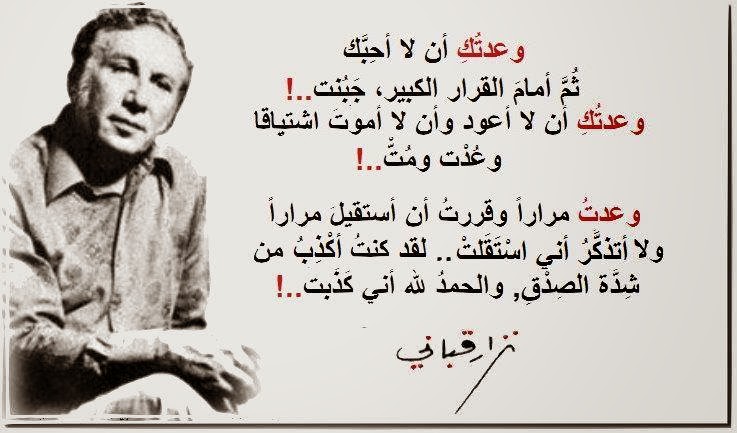 وعدتُكِ أن لا أحِبَّك
ثُمَّ أمامَ القرار الكبير، جَبُنت..!
وعدتُكِ أن لا أعود وأن لا أموتَ اشتياقا
وعُدْت ومُتّْ..!
وعدتُ مراراً وقررتُ أن أستقيلَ مراراً
ولا أتذكَّرُ أني اسْتَقَلتْ.. لقد كنتُ أكْذِبُ من
شِدَّة الصِدْقِ, والحمدُ لله أني كَذَبت..!
نزار قباني